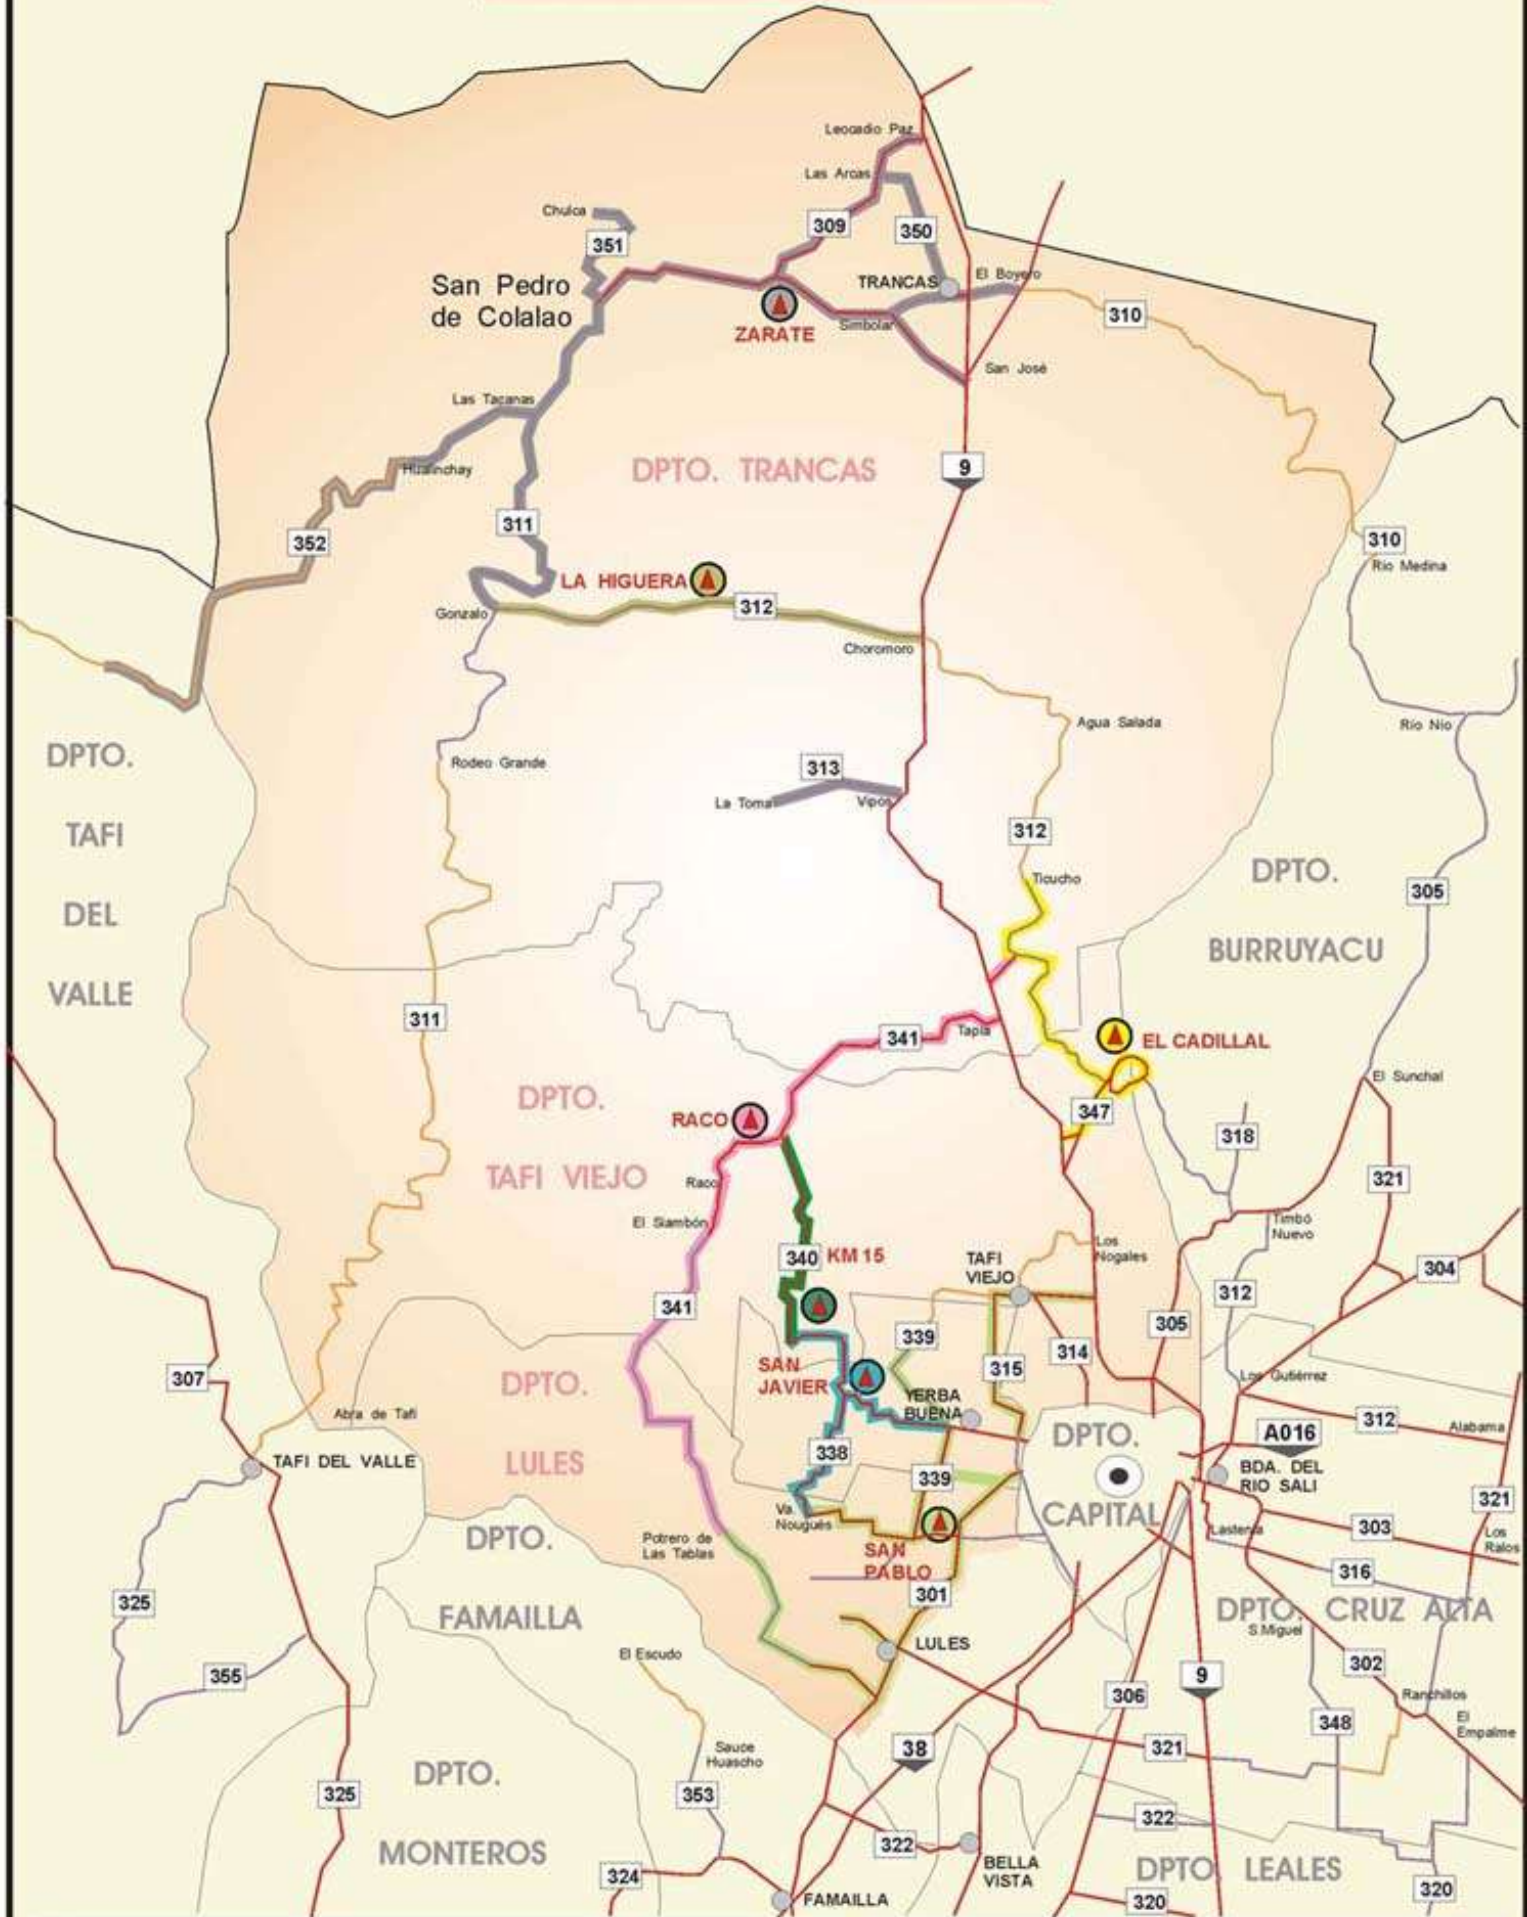 Leocadio Paz
Las Arcas
Chulca
351
309
350
San Pedro
de Colalao
TRANCAS
El Boyero
310
ZARATE
Simbolar
San José
Las Tacanas
Hualinchay
DPTO. TRANCAS
9
352
311
310
Rio Medina
LA HIGUERA
312
Gonzalo
Choromoro
Agua Salada
Río Nio
DPTO.
TAFI
DEL
VALLE
Rodeo Grande
313
La Toma
Vipos
312
Ticucho
DPTO.
BURRUYACU
305
311
341
Tapia
EL CADILLAL
El Sunchal
DPTO.
TAFI VIEJO
RACO
347
318
321
Raco
El Siambón
Timbó
Nuevo
340
KM 15
TAFI
VIEJO
Los
Nogales
304
341
312
305
339
314
315
307
DPTO.
LULES
SAN
JAVIER
YERBA
BUENA
Los Gutiérrez
Abra de Tafi
312
Alabama
TAFI DEL VALLE
338
DPTO.
CAPITAL
A016
BDA. DEL
RIO SALI
339
321
Va.
Nougués
Lastenia
303
Los
Ralos
DPTO.
FAMAILLA
Potrero de
Las Tablas
SAN
PABLO
316
325
301
DPTO. CRUZ ALTA
S.Miguel
LULES
El Escudo
302
355
9
306
Ranchillos
El
Empalme
348
38
321
Sauce
Huascho
DPTO.
MONTEROS
325
353
322
322
BELLA
VISTA
DPTO. LEALES
324
FAMAILLA
320
320